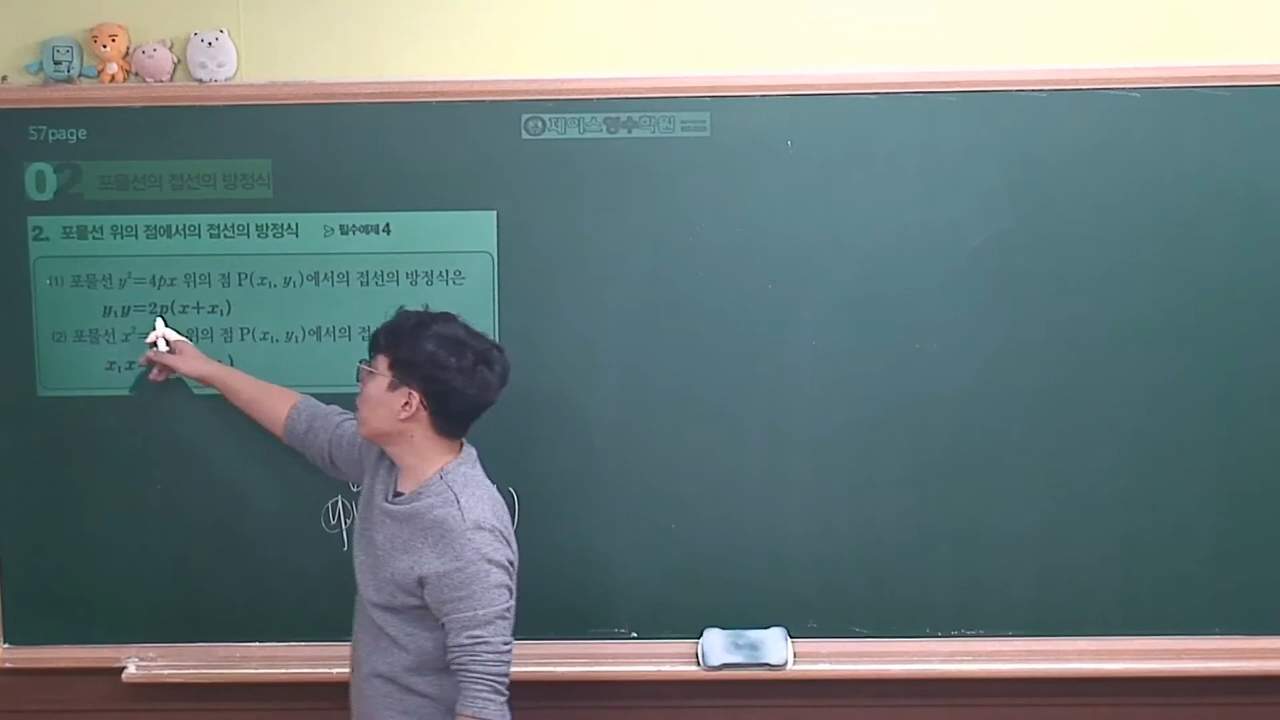 57page
제이스영수학원
02 포물선의 접선의 방정식
2. 포물선 위의 점에서의 접선의 방정식 필수예제 4
(1) 포물선 y²=4px 위의 점 P(x₁, y₁)에서의 접선의 방정식은
y₁y=2p(x+x₁)
(2) 포물선 x²= 위의 점 P(x₁, y₁)에서의 접
x₁x